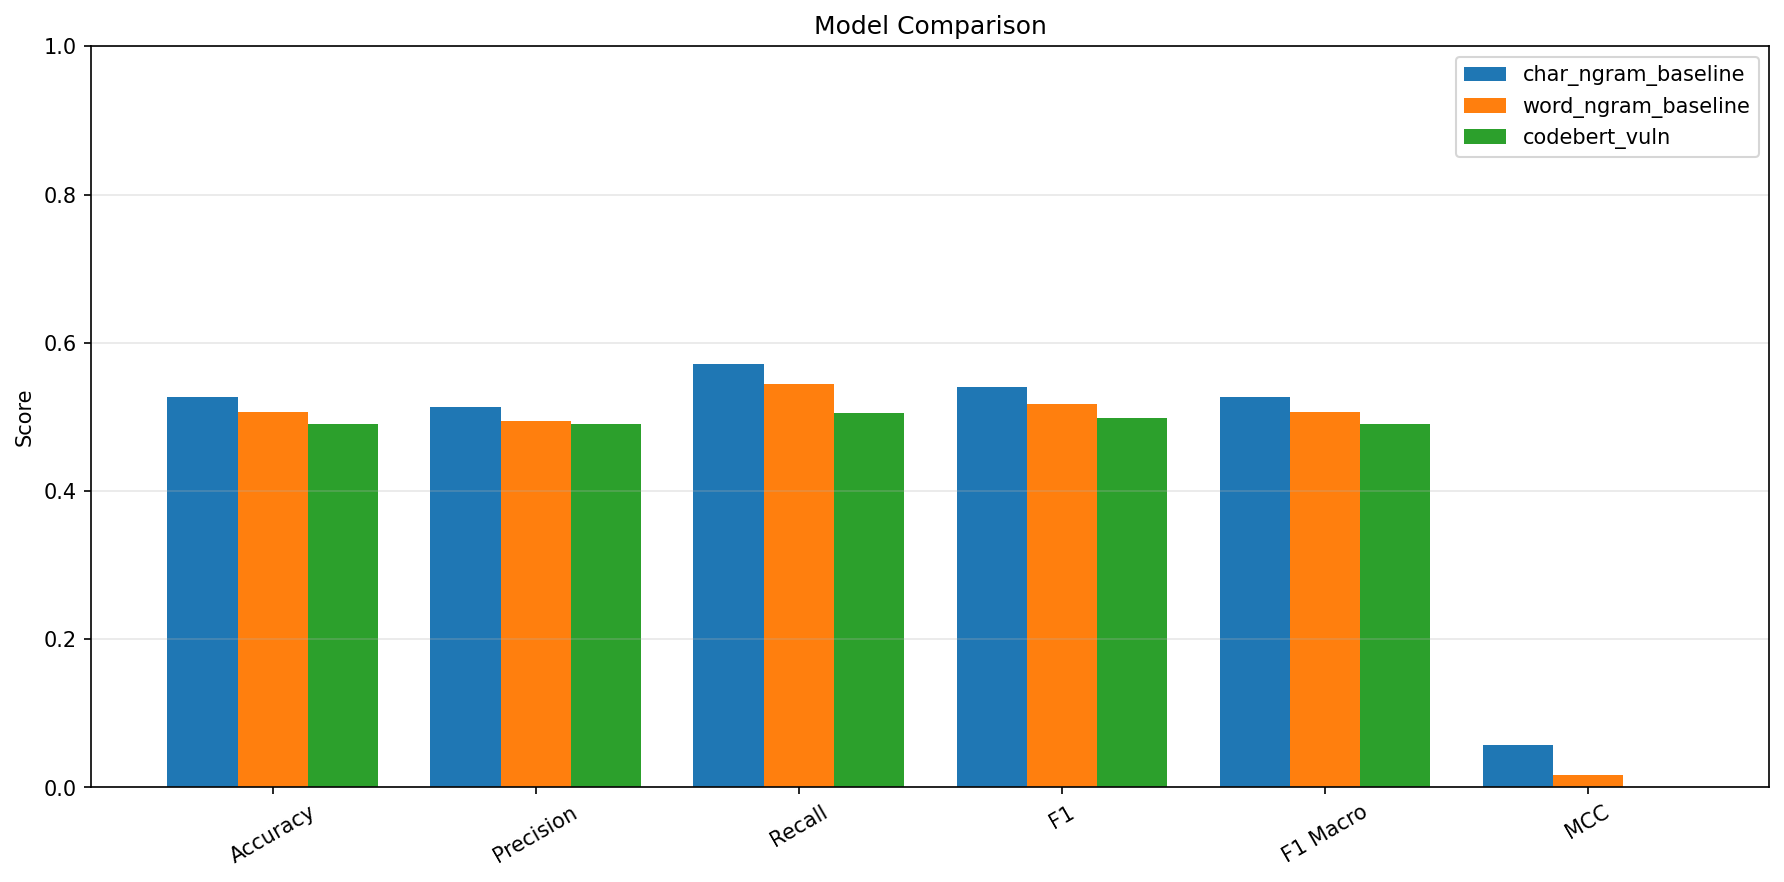 Model Comparison
1.0
0.8
0.6
0.4
0.2
0.0
Score
char_ngram_baseline
word_ngram_baseline
codebert_vuln
Accuracy
Precision
Recall
F1
F1 Macro
MCC